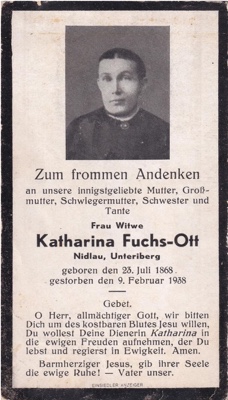 Zum frommen Andenken
an unsere innigstgeliebte Mutter, Groß-
mutter, Schwiegermutter, Schwester und
Tante
Frau Witwe
Katharina Fuchs-Ott
Nidlau, Unteriberg
geboren den 23. Juli 1868
gestorben den 9. Februar 1938
Gebet.
O Herr, allmächtiger Gott, wir bitten
Dich um des kostbaren Blutes Jesu willen,
Du wollest Deine Dienerin Katharina in
die ewigen Freuden aufnehmen, der Du
lebst und regierst in Ewigkeit. Amen.
Barmherziger Jesus, gib ihrer Seele
die ewige Ruhe! — Vater unser.
EINSIEDLER ANZEIGER